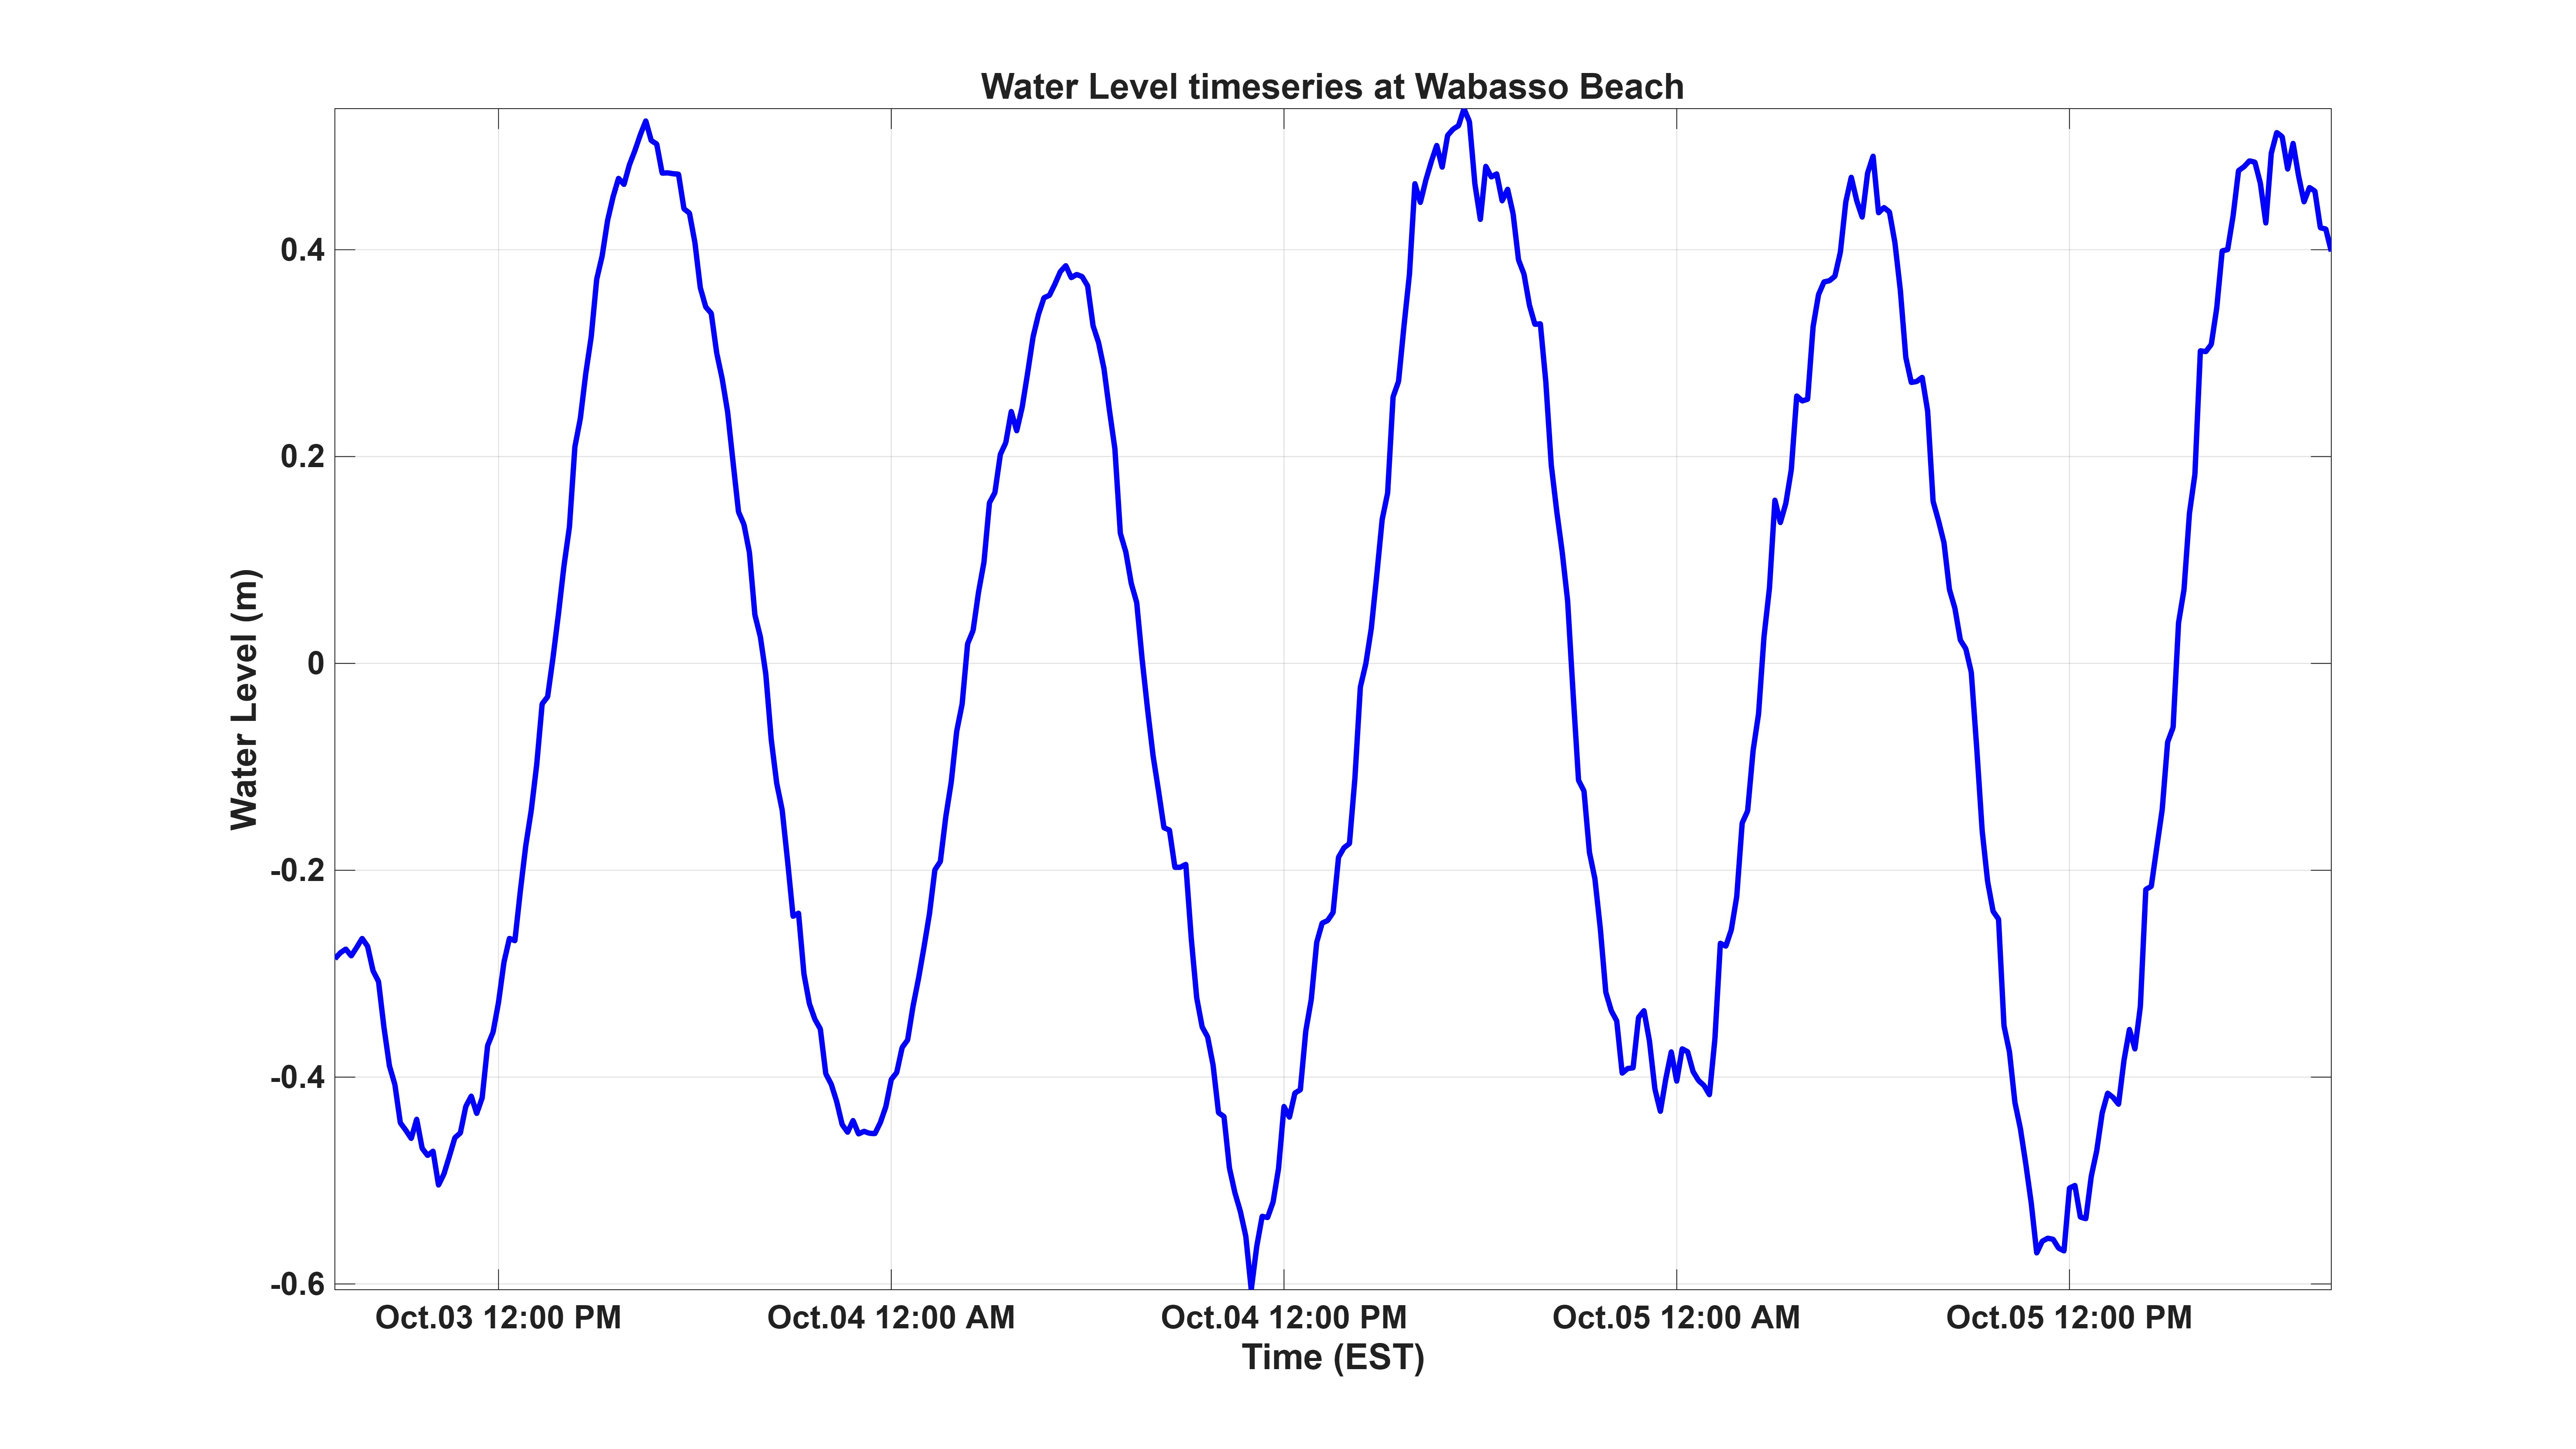 Water Level timeseries at Wabasso Beach
Water Level (m)
0.4
0.2
0
-0.2
-0.4
-0.6
Oct.03 12:00 PM
Oct.04 12:00 AM
Oct.04 12:00 PM
Oct.05 12:00 AM
Oct.05 12:00 PM
Time (EST)